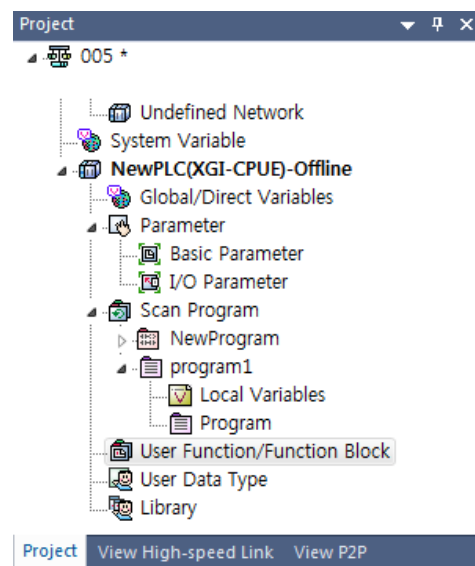 Project
005 *
Undefined Network
System Variable
NewPLC(XGI-CPUE)-Offline
Global/Direct Variables
Parameter
Basic Parameter
I/O Parameter
Scan Program
NewProgram
program1
Local Variables
Program
User Function/Function Block
User Data Type
Library
Project View High-speed Link View P2P